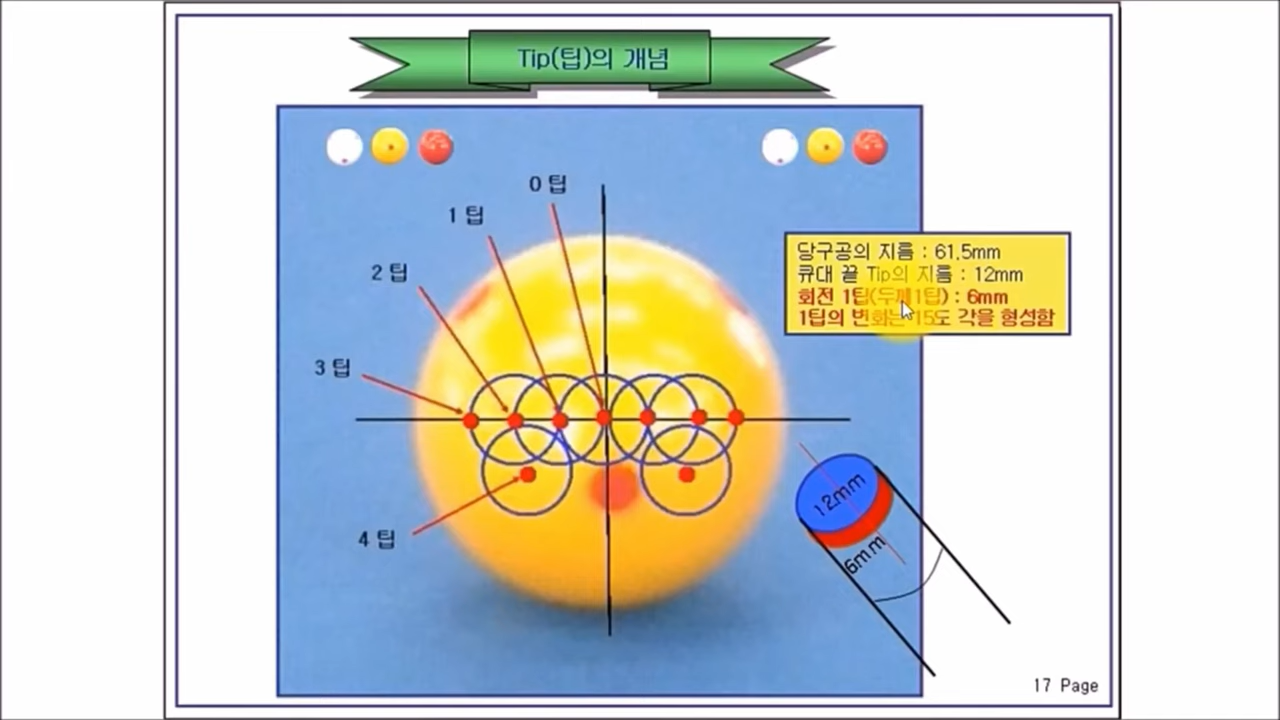 Tip(팁)의 개념
0 팁
1 팁
2 팁
3 팁
4 팁
당구공의 지름 : 61.5mm
큐대 끝 Tip의 지름 : 12mm
회전 1팁(두께1팁) : 6mm
1팁의 변화는 15도 각을 형성함
12mm
6mm
17 Page